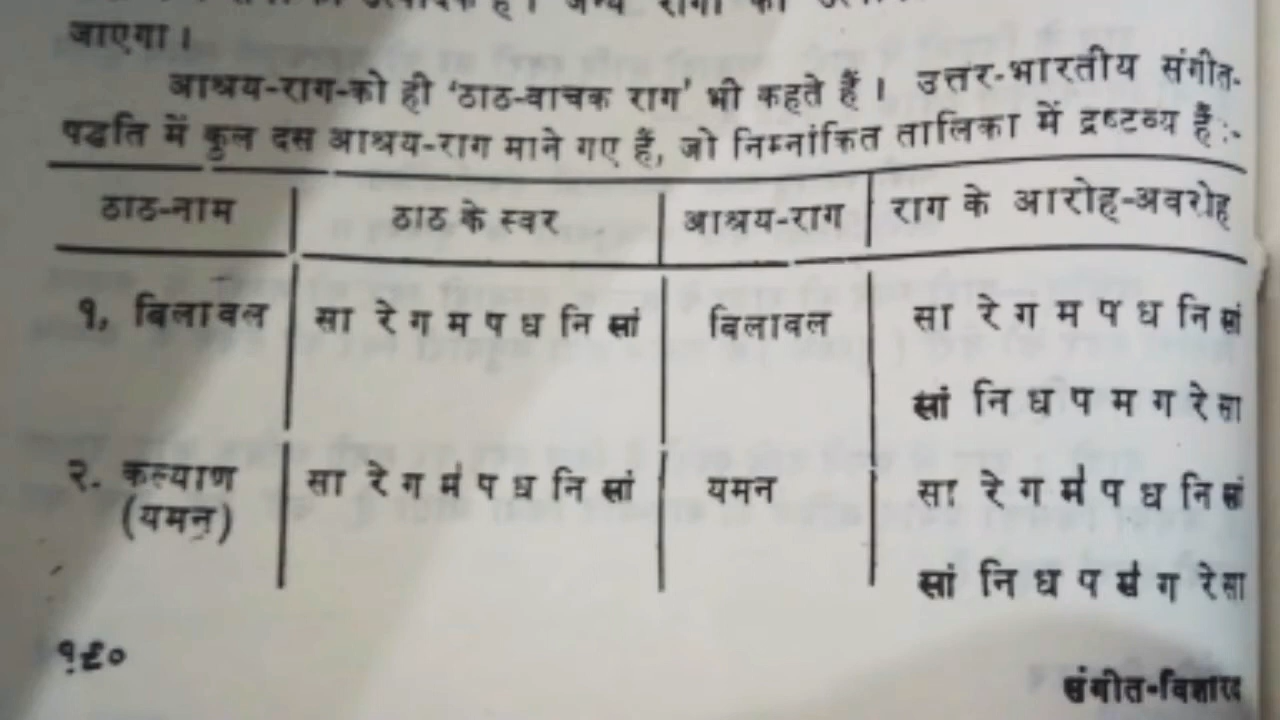 जाएगा ।
आश्रय-राग-को ही ‘ठाठ-वाचक राग’ भी कहते हैं । उत्तर-भारतीय संगीत-
पद्धति में कुल दस आश्रय-राग माने गए हैं, जो निम्नांकित तालिका में द्रष्टव्य हैं :-
ठाठ-नाम ठाठ के स्वर आश्रय-राग राग के आरोह-अवरोह
१. बिलावल सा रे ग म प ध नि सां बिलावल सा रे ग म प ध नि सां
सां नि ध प म ग रे सा
२. कल्याण सा रे ग म॑ प ध नि सां यमन सा रे ग म॑ प ध नि सां
(यमन)
सां नि ध प म॑ ग रे सा
१९०
संगीत-विशारद